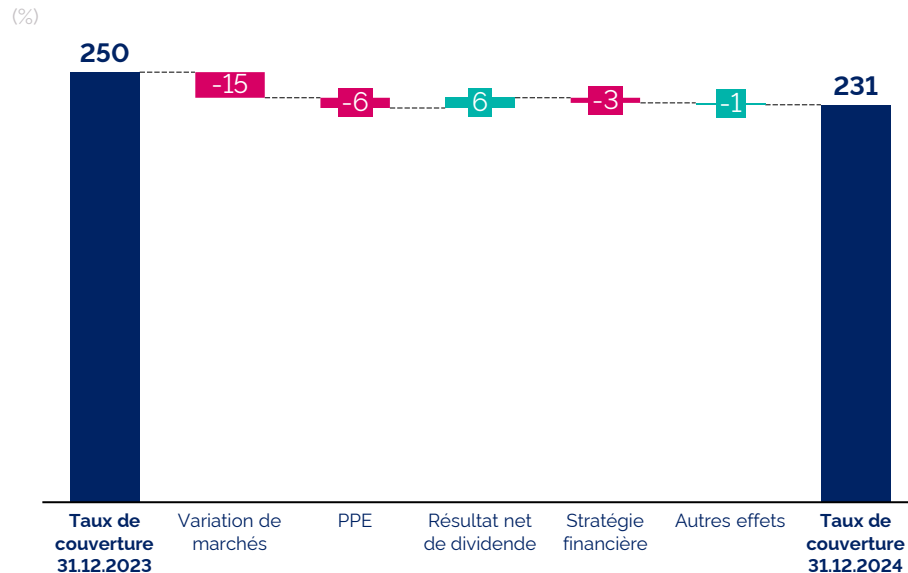 (%)
250
-15
-6
6
-3
-1
231
Taux de
couverture
31.12.2023
Variation de
marchés
PPE
Résultat net
de dividende
Stratégie
financière
Autres effets
Taux de
couverture
31.12.2024